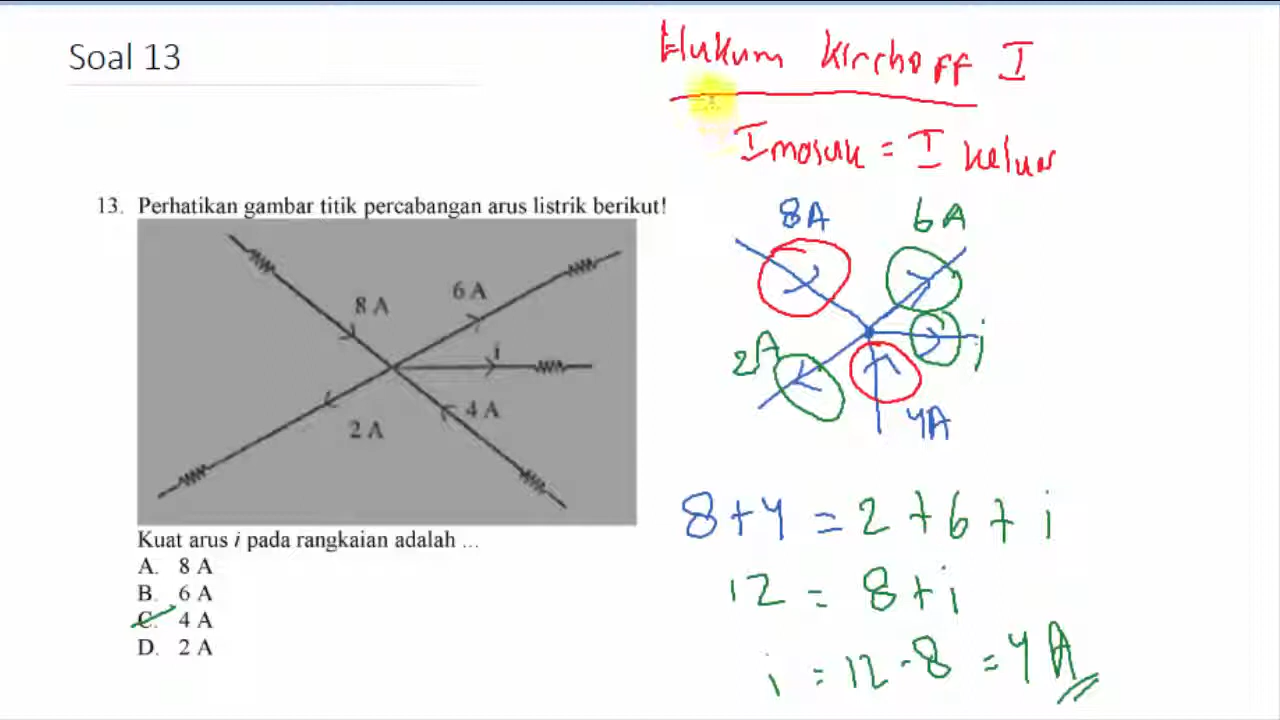 Soal 13
Hukum Kirchoff I
I masuk = I keluar
13. Perhatikan gambar titik percabangan arus listrik berikut!
8 A
6 A
i
4 A
2 A
8A
6A
i
2A
4A
Kuat arus i pada rangkaian adalah ...
A. 8 A
B. 6 A
C. 4 A
D. 2 A
8+4 = 2 + 6 + i
12 = 8 + i
i = 12 - 8 = 4 A